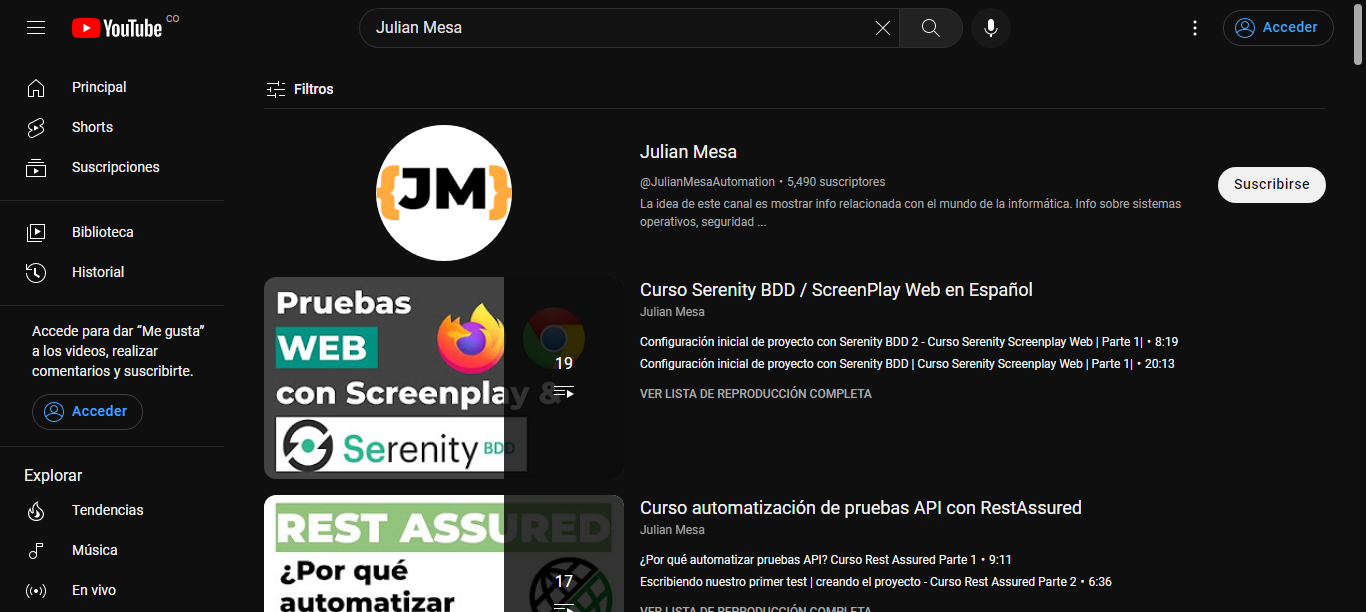 YouTube CO
Julian Mesa
Acceder
Principal
Shorts
Suscripciones
Biblioteca
Historial
Accede para dar “Me gusta”
a los videos, realizar
comentarios y suscribirte.
Acceder
Explorar
Tendencias
Música
En vivo
Filtros
{JM}
Julian Mesa
@JulianMesaAutomation • 5,490 suscriptores
La idea de este canal es mostrar info relacionada con el mundo de la informática. Info sobre sistemas
operativos, seguridad ...
Suscribirse
Pruebas
WEB
con Screenplay &
Serenity BDD
19
Curso Serenity BDD / ScreenPlay Web en Español
Julian Mesa
Configuración inicial de proyecto con Serenity BDD 2 - Curso Serenity Screenplay Web | Parte 1| • 8:19
Configuración inicial de proyecto con Serenity BDD | Curso Serenity Screenplay Web | Parte 1| • 20:13
VER LISTA DE REPRODUCCIÓN COMPLETA
REST ASSURED
¿Por qué
automatizar
17
Curso automatización de pruebas API con RestAssured
Julian Mesa
¿Por qué automatizar pruebas API? Curso Rest Assured Parte 1 • 9:11
Escribiendo nuestro primer test | creando el proyecto - Curso Rest Assured Parte 2 • 6:36
VER LISTA DE REPRODUCCIÓN COMPLETA